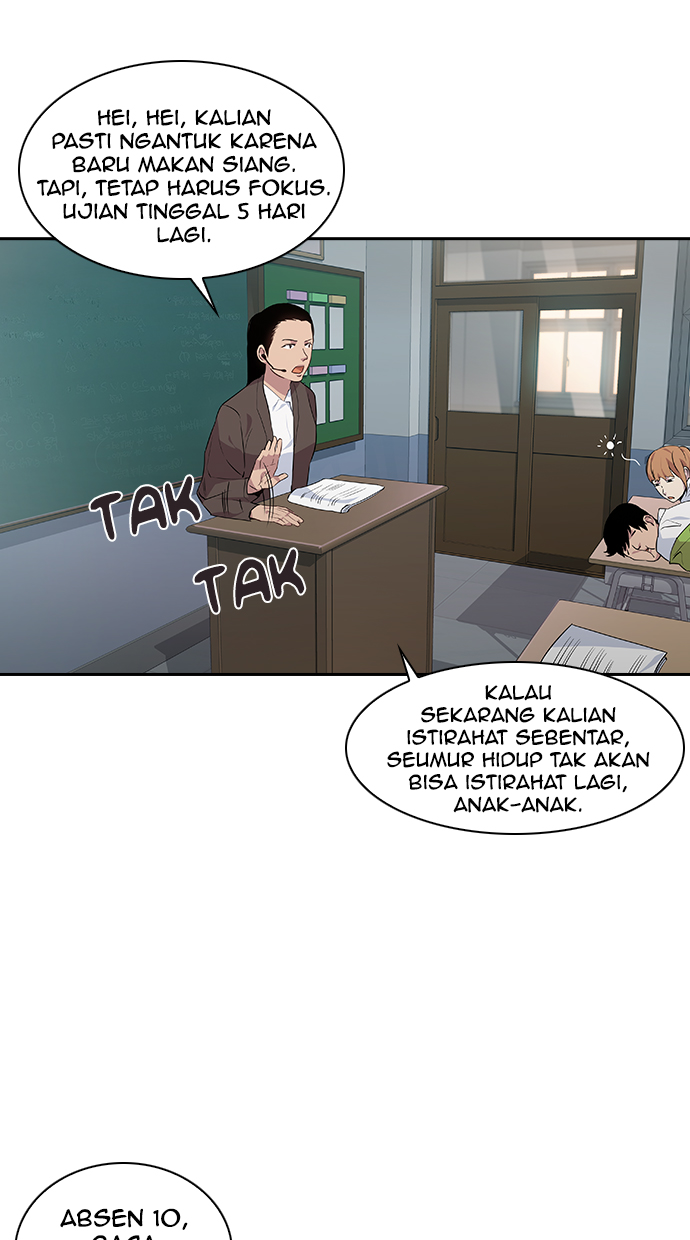 HEI, HEI, KALIAN
PASTI NGANTUK KARENA
BARU MAKAN SIANG.
TAPI, TETAP HARUS FOKUS.
UJIAN TINGGAL 5 HARI
LAGI.
TAK
TAK
KALAU
SEKARANG KALIAN
ISTIRAHAT SEBENTAR,
SEUMUR HIDUP TAK AKAN
BISA ISTIRAHAT LAGI,
ANAK-ANAK.
ABSEN 10,